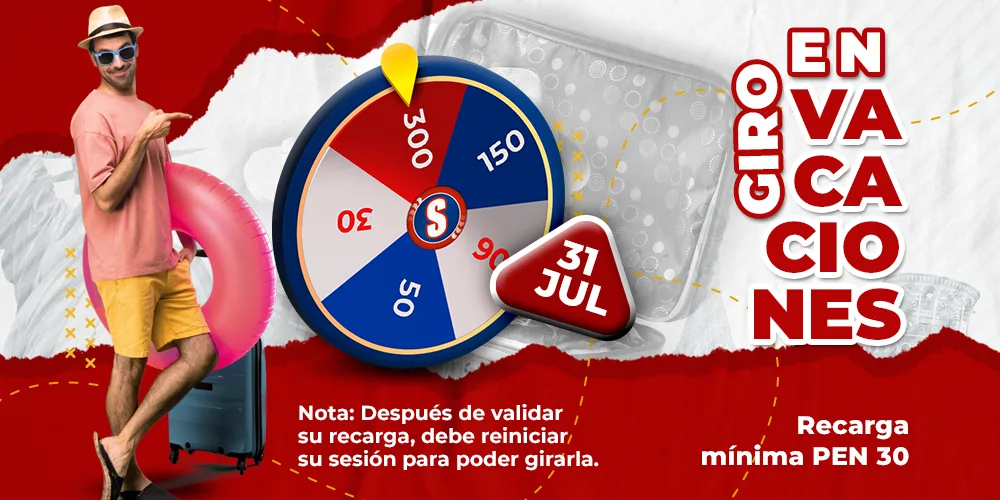 GIRO
EN
VA
CA
CIO
NES
300
150
30
S
90
50
31
JUL
Nota: Después de validar
su recarga, debe reiniciar
su sesión para poder girarla.
Recarga
mínima PEN 30